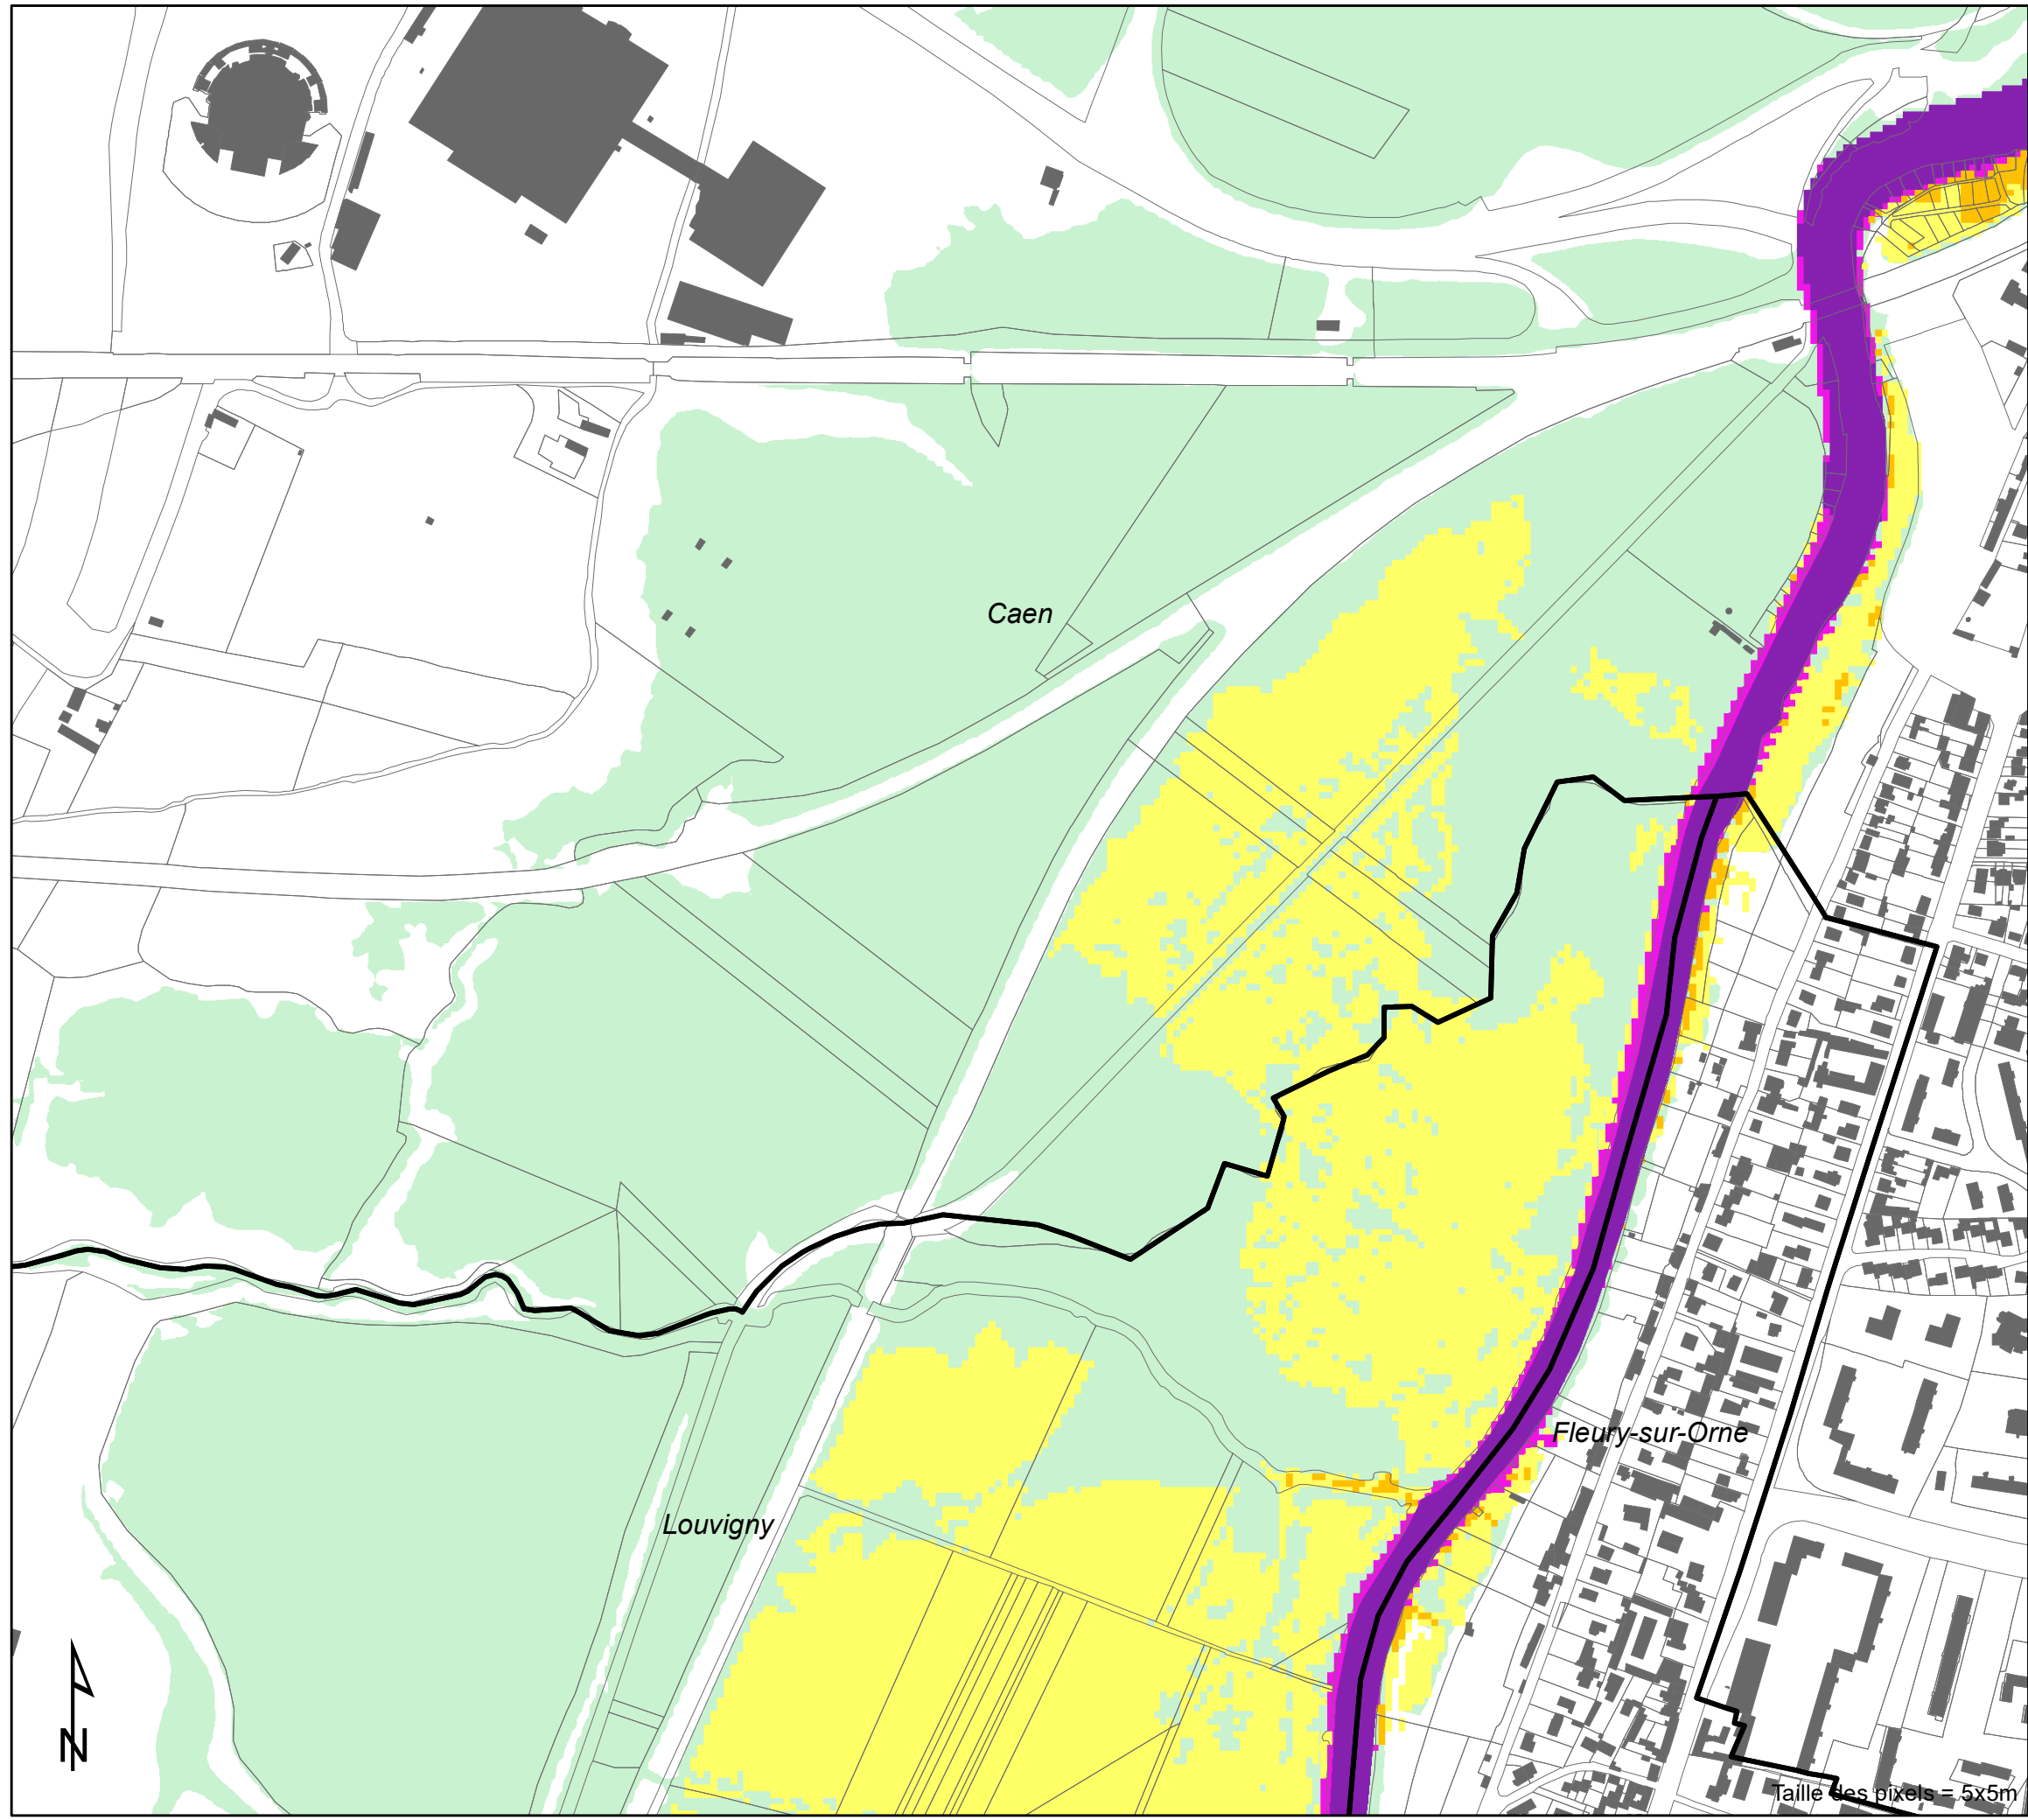 Caen
Fleury-sur-Orne
Louvigny
N
Taille des pixels = 5x5m